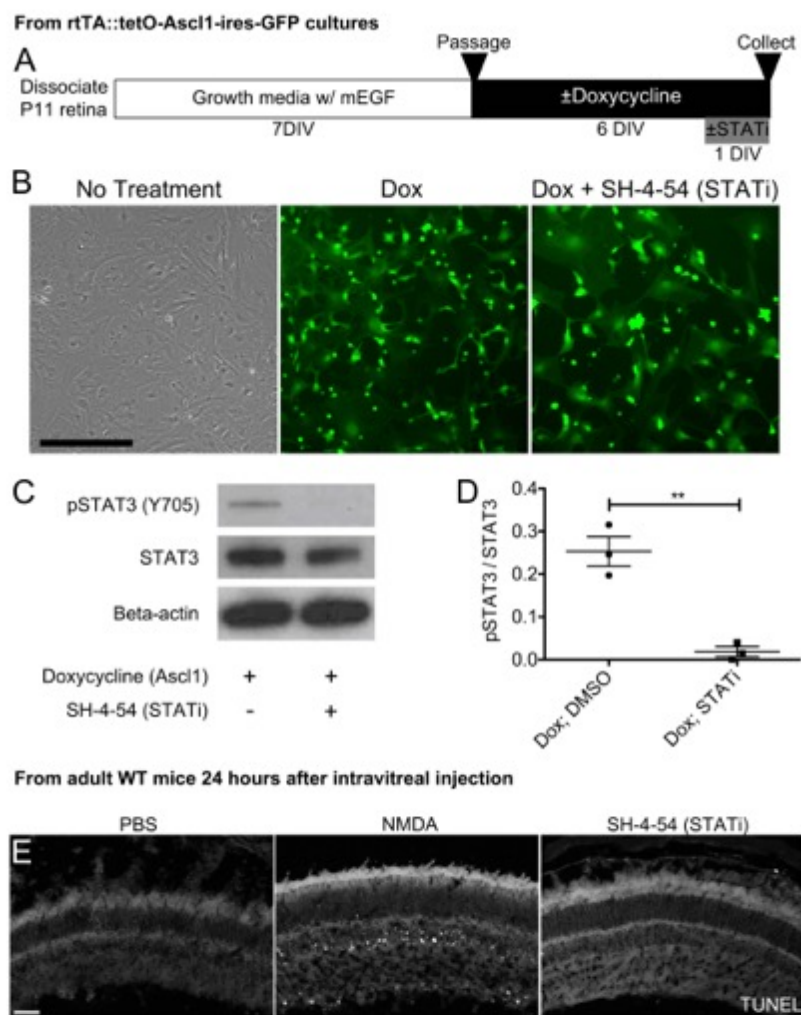 From rtTA::tetO-Ascl1-ires-GFP cultures
Passage
Collect
A
Dissociate
P11 retina
Growth media w/ mEGF
±Doxycycline
7DIV
6 DIV
±STATi
1 DIV
B
No Treatment
Dox
Dox + SH-4-54 (STATi)
C
pSTAT3 (Y705)
STAT3
Beta-actin
Doxycycline (Ascl1) + +
SH-4-54 (STATi) - +
D
pSTAT3 / STAT3
0.4
0.3
0.2
0.1
0.0
**
Dox; DMSO
Dox; STATi
From adult WT mice 24 hours after intravitreal injection
E
PBS
NMDA
SH-4-54 (STATi)
TUNEL